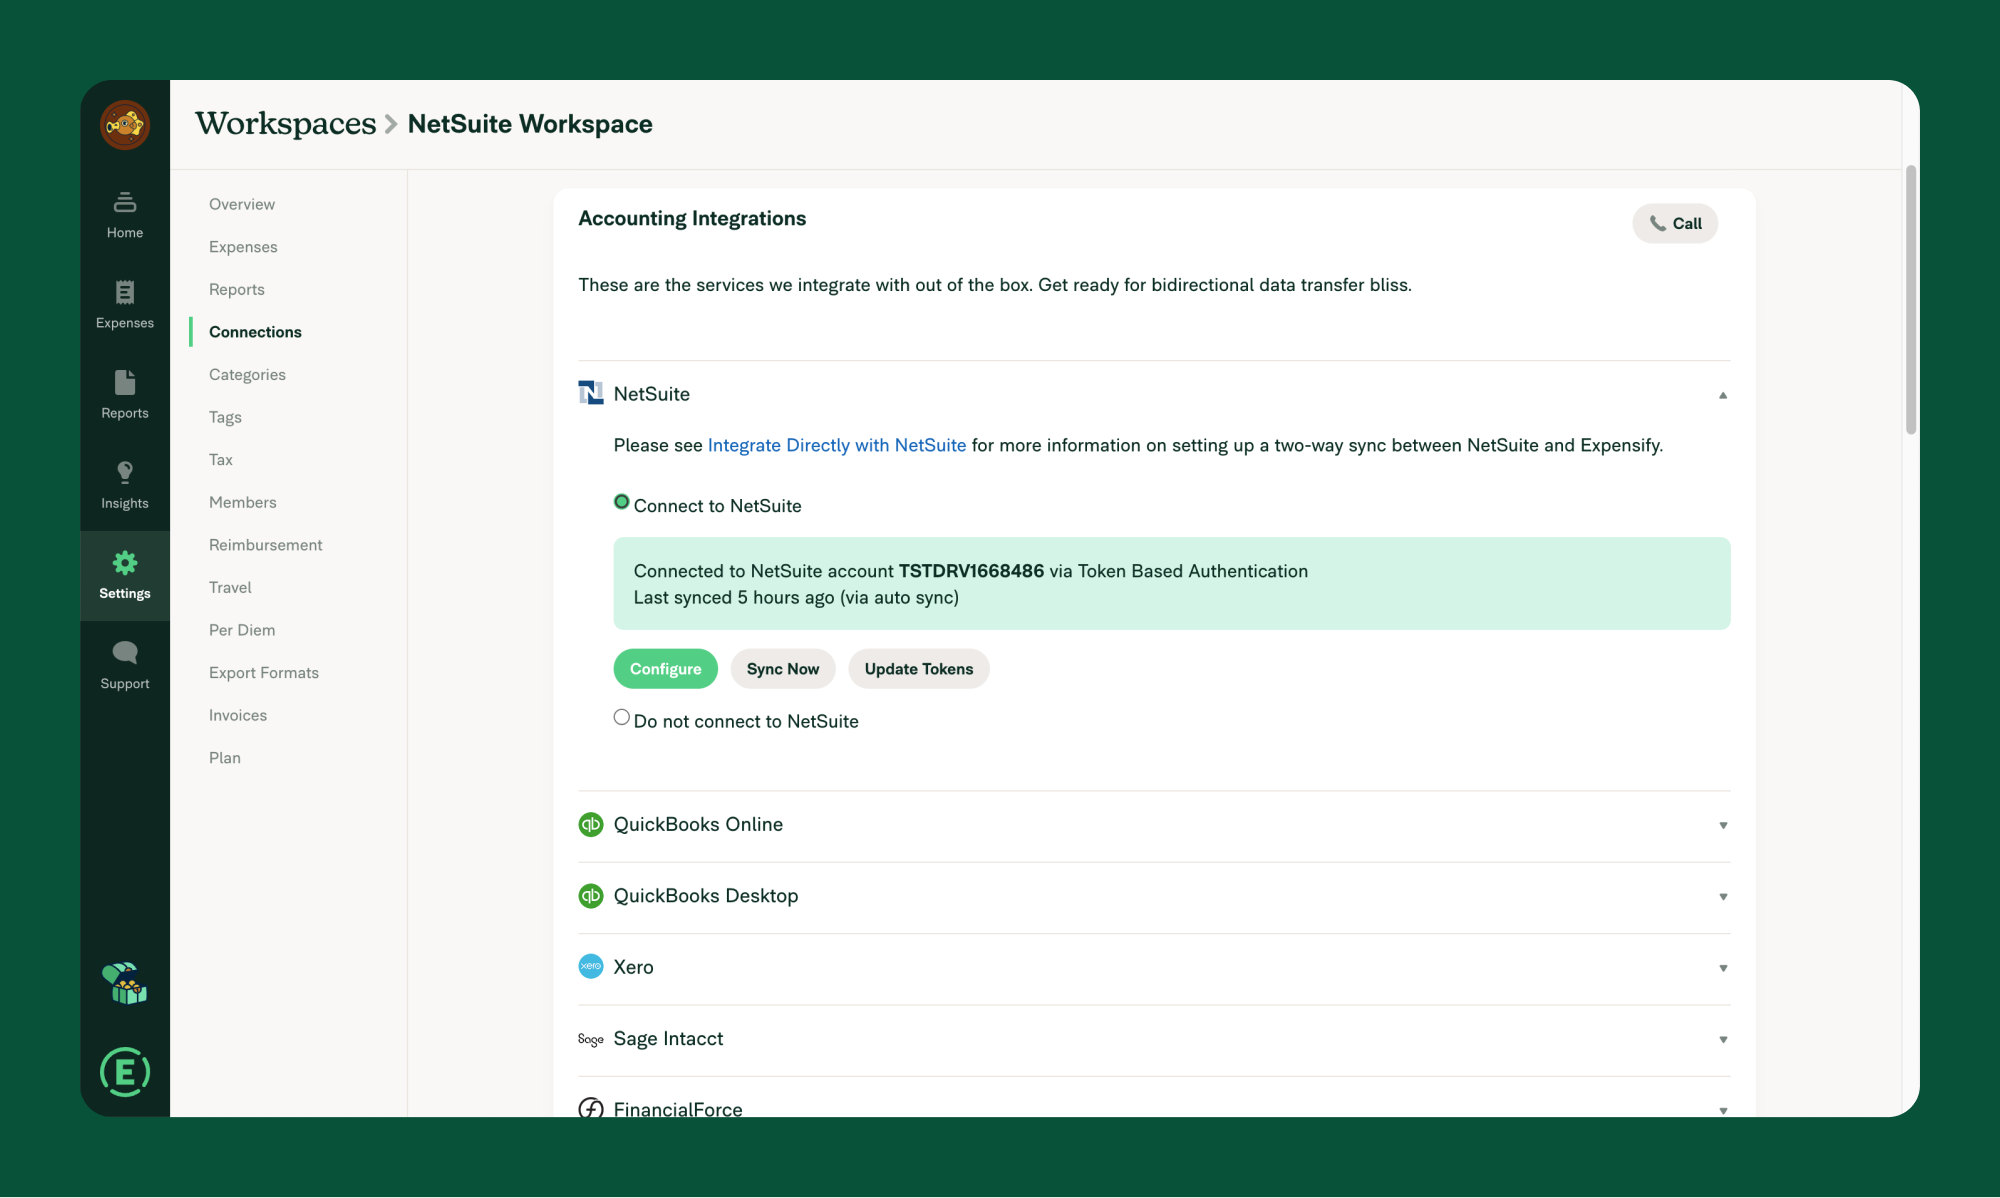 Workspaces > NetSuite Workspace
Home
Expenses
Reports
Insights
Settings
Support
E
Overview
Expenses
Reports
Connections
Categories
Tags
Tax
Members
Reimbursement
Travel
Per Diem
Export Formats
Invoices
Plan
Accounting Integrations
Call
These are the services we integrate with out of the box. Get ready for bidirectional data transfer bliss.
N NetSuite
Please see Integrate Directly with NetSuite for more information on setting up a two-way sync between NetSuite and Expensify.
Connect to NetSuite
Connected to NetSuite account TSTDRV1668486 via Token Based Authentication
Last synced 5 hours ago (via auto sync)
Configure Sync Now Update Tokens
Do not connect to NetSuite
qb QuickBooks Online
qb QuickBooks Desktop
xero Xero
Sage Sage Intacct
f FinancialForce